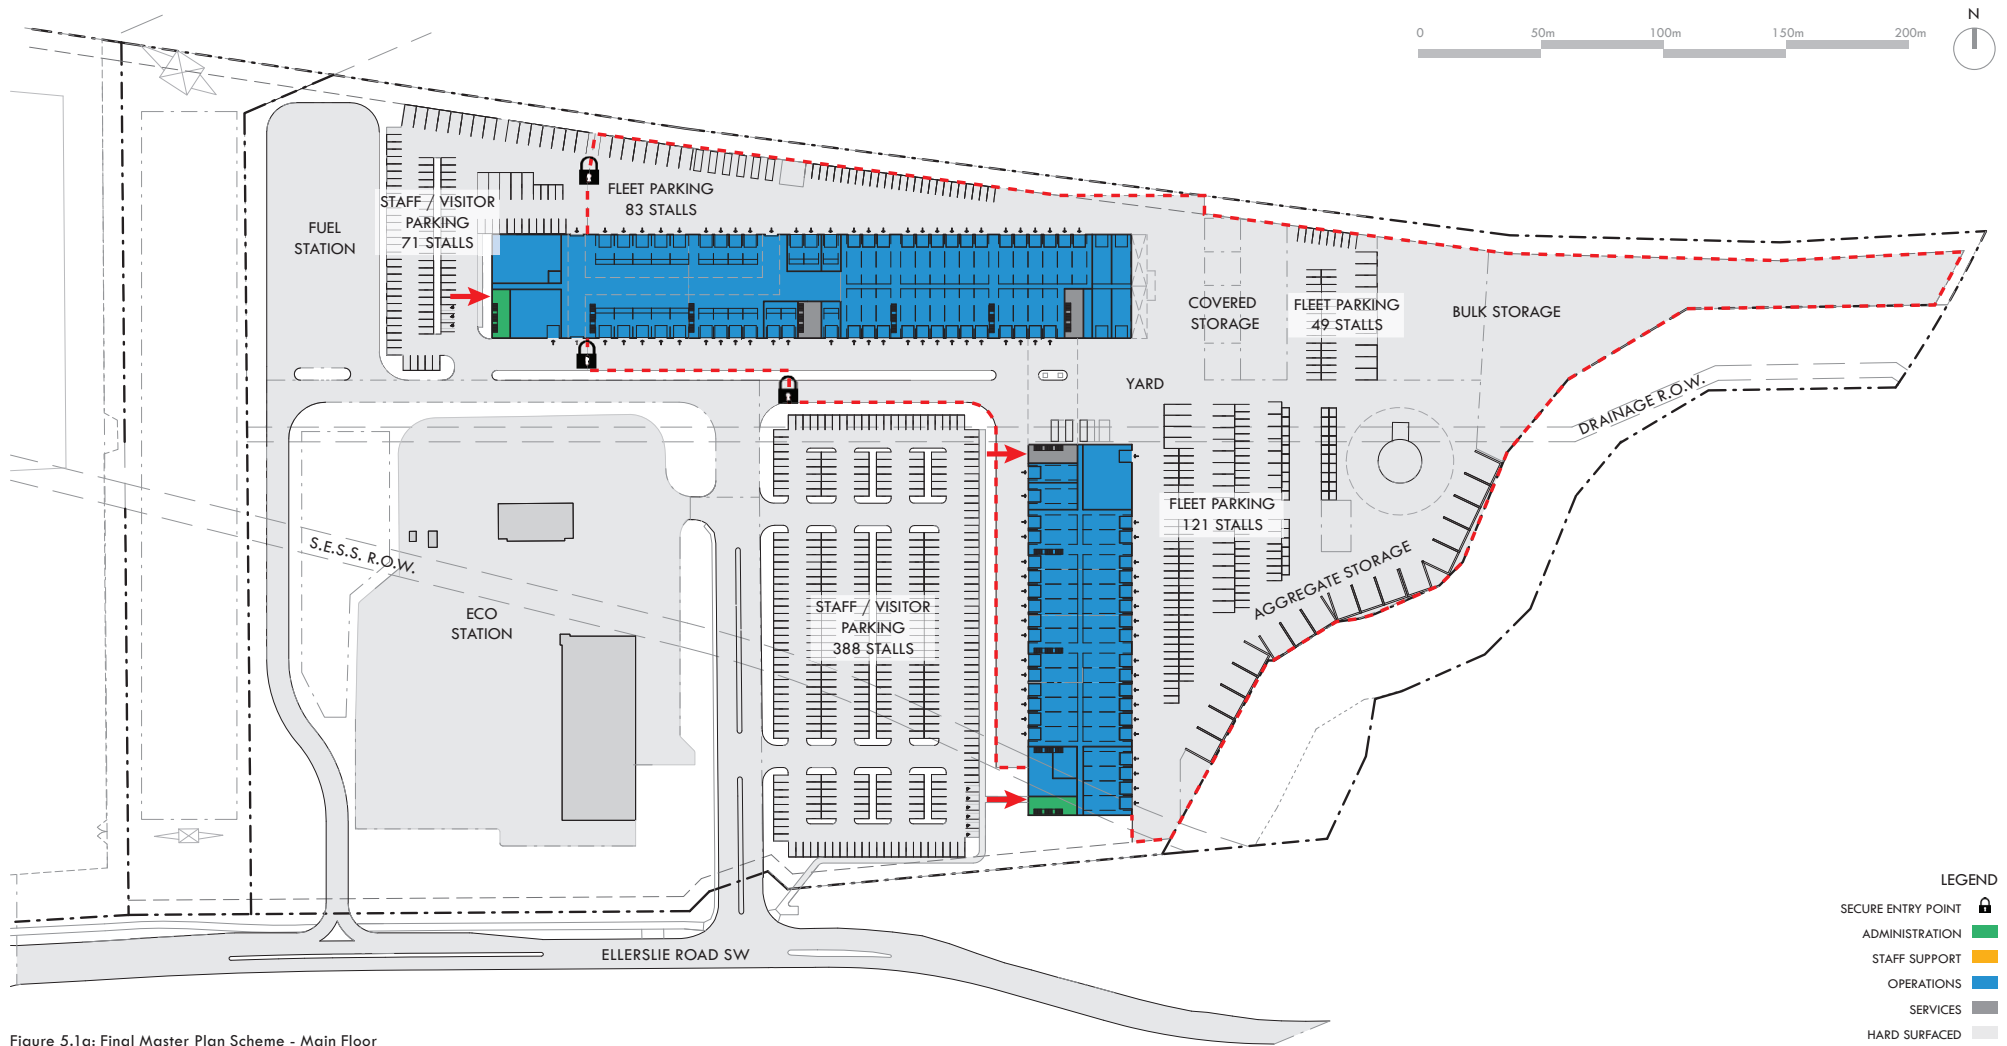 0 50m 100m 150m 200m
N
FUEL
STATION
STAFF / VISITOR
PARKING
71 STALLS
FLEET PARKING
83 STALLS
COVERED
STORAGE
FLEET PARKING
49 STALLS
BULK STORAGE
YARD
DRAINAGE R.O.W.
FLEET PARKING
121 STALLS
AGGREGATE STORAGE
S.E.S.S. R.O.W.
ECO
STATION
STAFF / VISITOR
PARKING
388 STALLS
ELLERSLIE ROAD SW
LEGEND
SECURE ENTRY POINT
ADMINISTRATION
STAFF SUPPORT
OPERATIONS
SERVICES
HARD SURFACED
Figure 5.1a: Final Master Plan Scheme - Main Floor